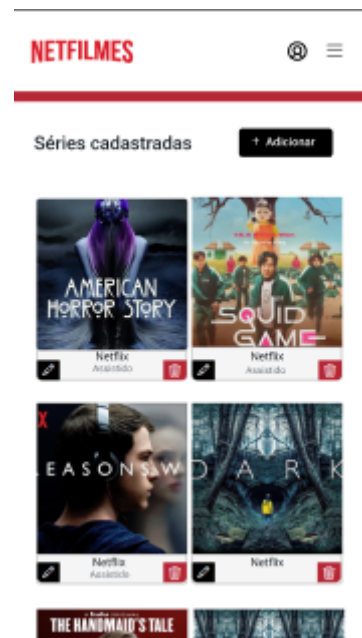 NETFILMES
Séries cadastradas
+ Adicionar
AMERICAN
HORROR STORY
SQUID
GAME
Netflix
Assistido
Netflix
Assistido
EASONS W
DARK
Netflix
Assistido
Netflix
THE HANDMAID'S TALE